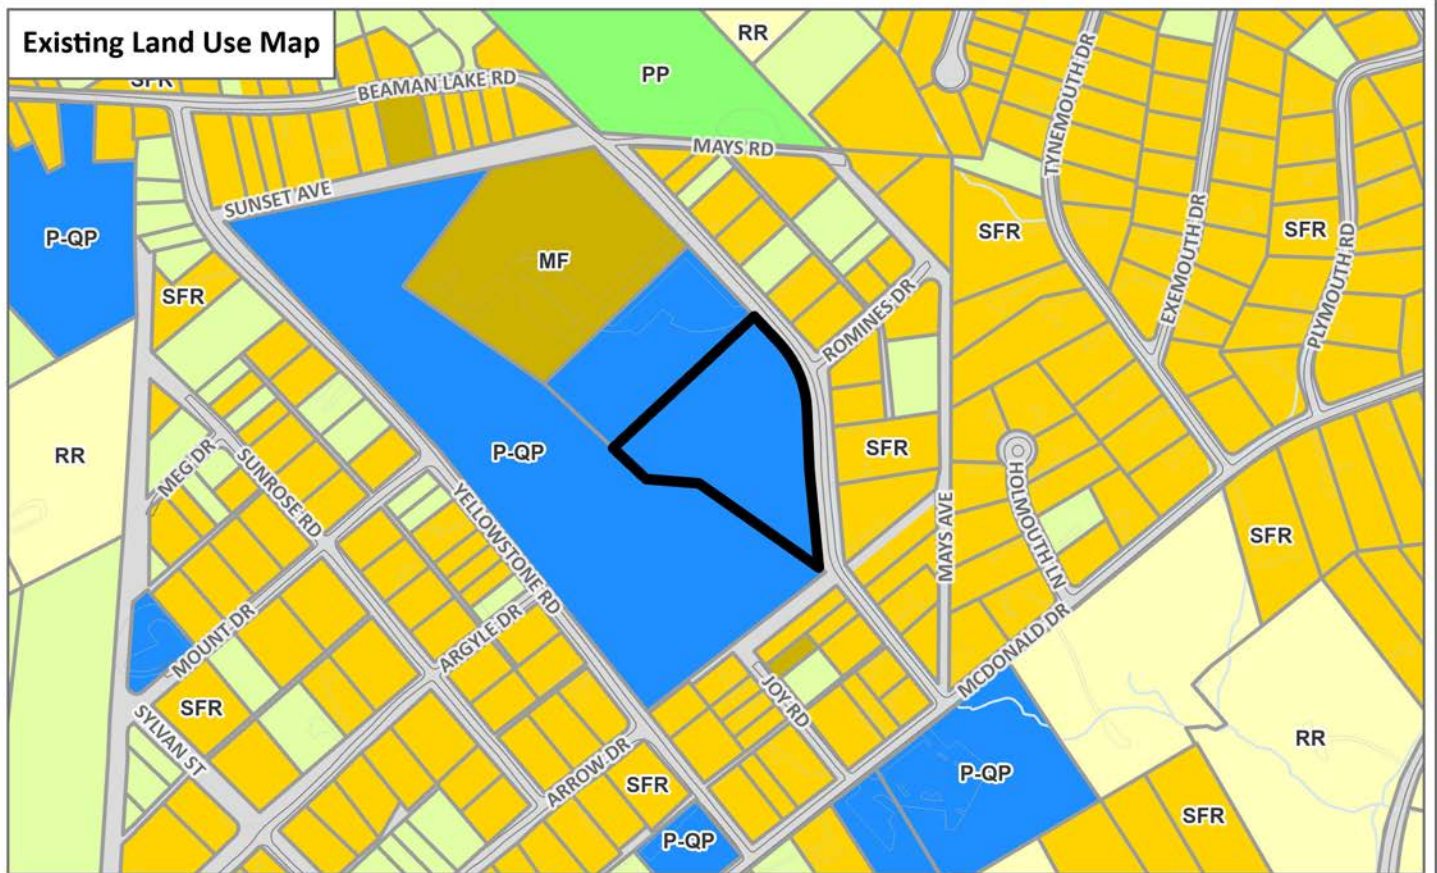 Existing Land Use Map
RR
SFR
BEAMAN LAKE RD
PP
MAYS RD
TYNEMOUTH DR
SUNSET AVE
EXEMOUTH DR
P-QP
SFR
SFR
PLYMOUTH RD
MF
SFR
ROMINES DR
RR
P-QP
SFR
MEG DR
SUNROSE RD
YELLOWSTONE RD
MAYS AVE
HOLMOUTH LN
SFR
MOUNT DR
ARGYLE DR
MCDONALD DR
SFR
JOY RD
SYLVAN ST
ARROW DR
SFR
P-QP
RR
P-QP
SFR